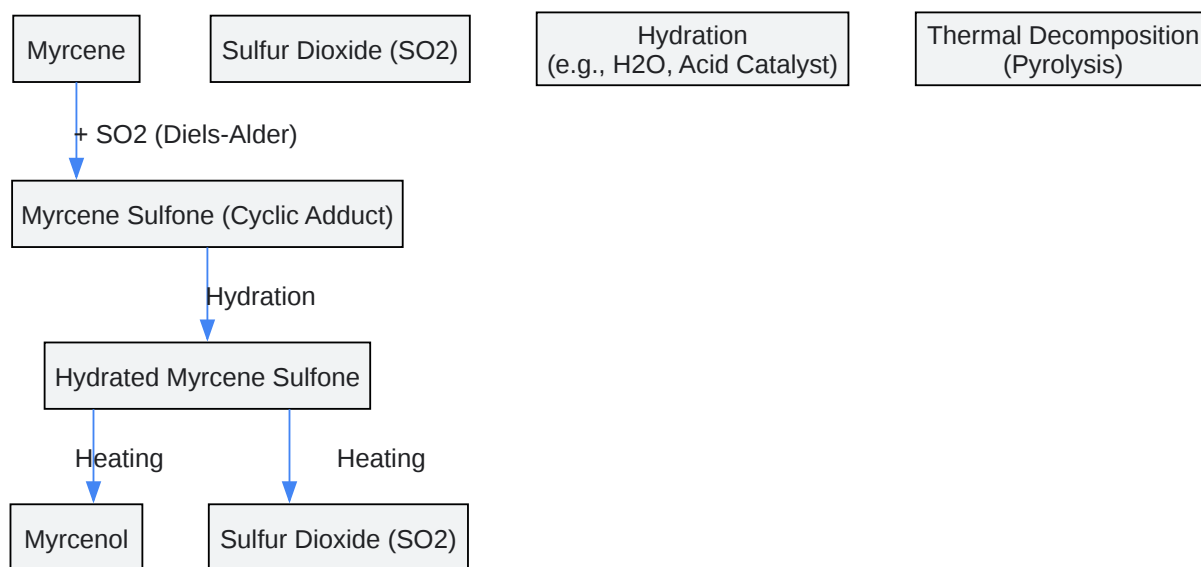 Myrcene
Sulfur Dioxide (SO2)
Hydration
(e.g., H2O, Acid Catalyst)
Thermal Decomposition
(Pyrolysis)
+ SO2 (Diels-Alder)
Myrcene Sulfone (Cyclic Adduct)
Hydration
Hydrated Myrcene Sulfone
Heating
Heating
Myrcenol
Sulfur Dioxide (SO2)